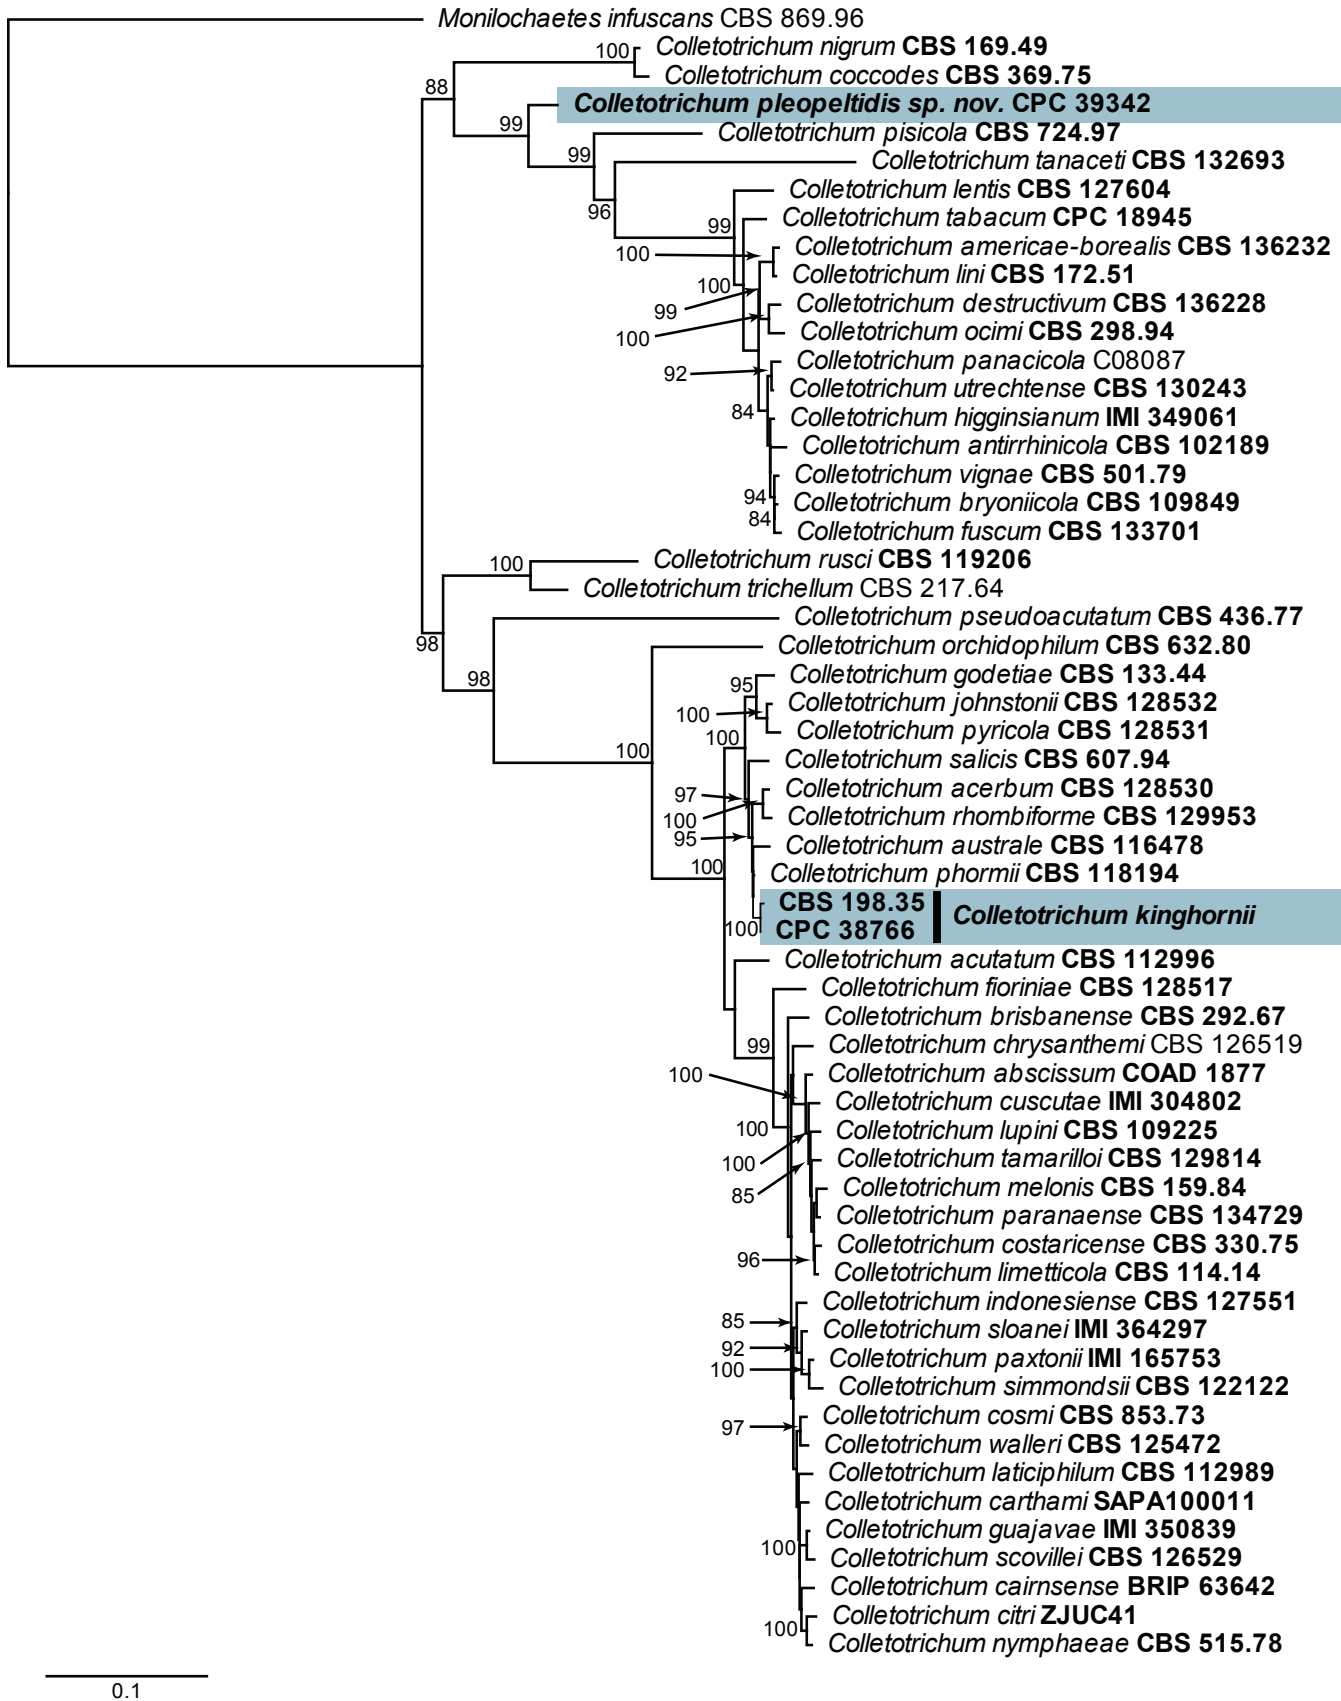 Monilochaetes infuscans CBS 869.96
100 Colletotrichum nigrum CBS 169.49
Colletotrichum coccodes CBS 369.75
88
Colletotrichum pleopeltidis sp. nov. CPC 39342
99
Colletotrichum pisicola CBS 724.97
99
Colletotrichum tanaceti CBS 132693
Colletotrichum lentis CBS 127604
96
Colletotrichum tabacum CPC 18945
99
Colletotrichum americae-borealis CBS 136232
100
Colletotrichum lini CBS 172.51
100
Colletotrichum destructivum CBS 136228
99
Colletotrichum ocimi CBS 298.94
100
Colletotrichum panacicola C08087
92
Colletotrichum utrechtense CBS 130243
84
Colletotrichum higginsianum IMI 349061
Colletotrichum antirrhinicola CBS 102189
Colletotrichum vignae CBS 501.79
94
Colletotrichum bryoniicola CBS 109849
84
Colletotrichum fuscum CBS 133701
100 Colletotrichum rusci CBS 119206
Colletotrichum trichellum CBS 217.64
Colletotrichum pseudoacutatum CBS 436.77
98
Colletotrichum orchidophilum CBS 632.80
98
Colletotrichum godetiae CBS 133.44
95
Colletotrichum johnstonii CBS 128532
100
Colletotrichum pyricola CBS 128531
100
100
Colletotrichum salicis CBS 607.94
97
Colletotrichum acerbum CBS 128530
100
Colletotrichum rhombiforme CBS 129953
95
Colletotrichum australe CBS 116478
100
Colletotrichum phormii CBS 118194
CBS 198.35
Colletotrichum kinghornii
CPC 38766
100
Colletotrichum acutatum CBS 112996
Colletotrichum fioriniae CBS 128517
Colletotrichum brisbanense CBS 292.67
99
Colletotrichum chrysanthemi CBS 126519
100
Colletotrichum abscissum COAD 1877
Colletotrichum cuscutae IMI 304802
100
Colletotrichum lupini CBS 109225
100
Colletotrichum tamarilloi CBS 129814
85
Colletotrichum melonis CBS 159.84
Colletotrichum paranaense CBS 134729
Colletotrichum costaricense CBS 330.75
96
Colletotrichum limetticola CBS 114.14
Colletotrichum indonesiense CBS 127551
85
Colletotrichum sloanei IMI 364297
92
Colletotrichum paxtonii IMI 165753
100
Colletotrichum simmondsii CBS 122122
Colletotrichum cosmi CBS 853.73
97
Colletotrichum walleri CBS 125472
Colletotrichum laticiphilum CBS 112989
Colletotrichum carthami SAPA100011
Colletotrichum guajavae IMI 350839
100
Colletotrichum scovillei CBS 126529
Colletotrichum cairnsense BRIP 63642
Colletotrichum citri ZJUC41
100
Colletotrichum nymphaeae CBS 515.78
0.1